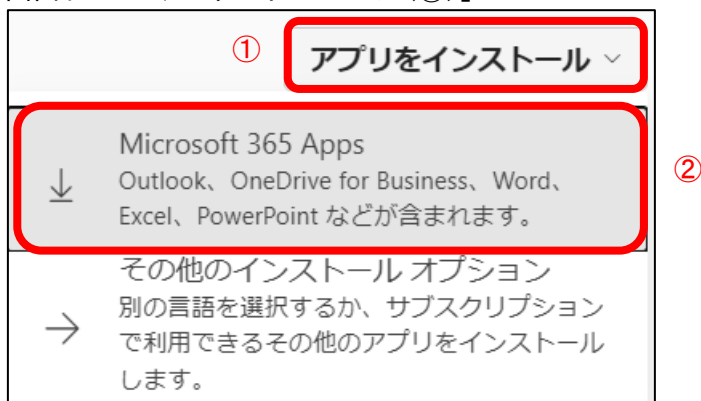 ① アプリをインストール
Microsoft 365 Apps
Outlook、OneDrive for Business、Word、
Excel、PowerPoint などが含まれます。
②
その他のインストール オプション
別の言語を選択するか、サブスクリプション
で利用できるその他のアプリをインストール
します。